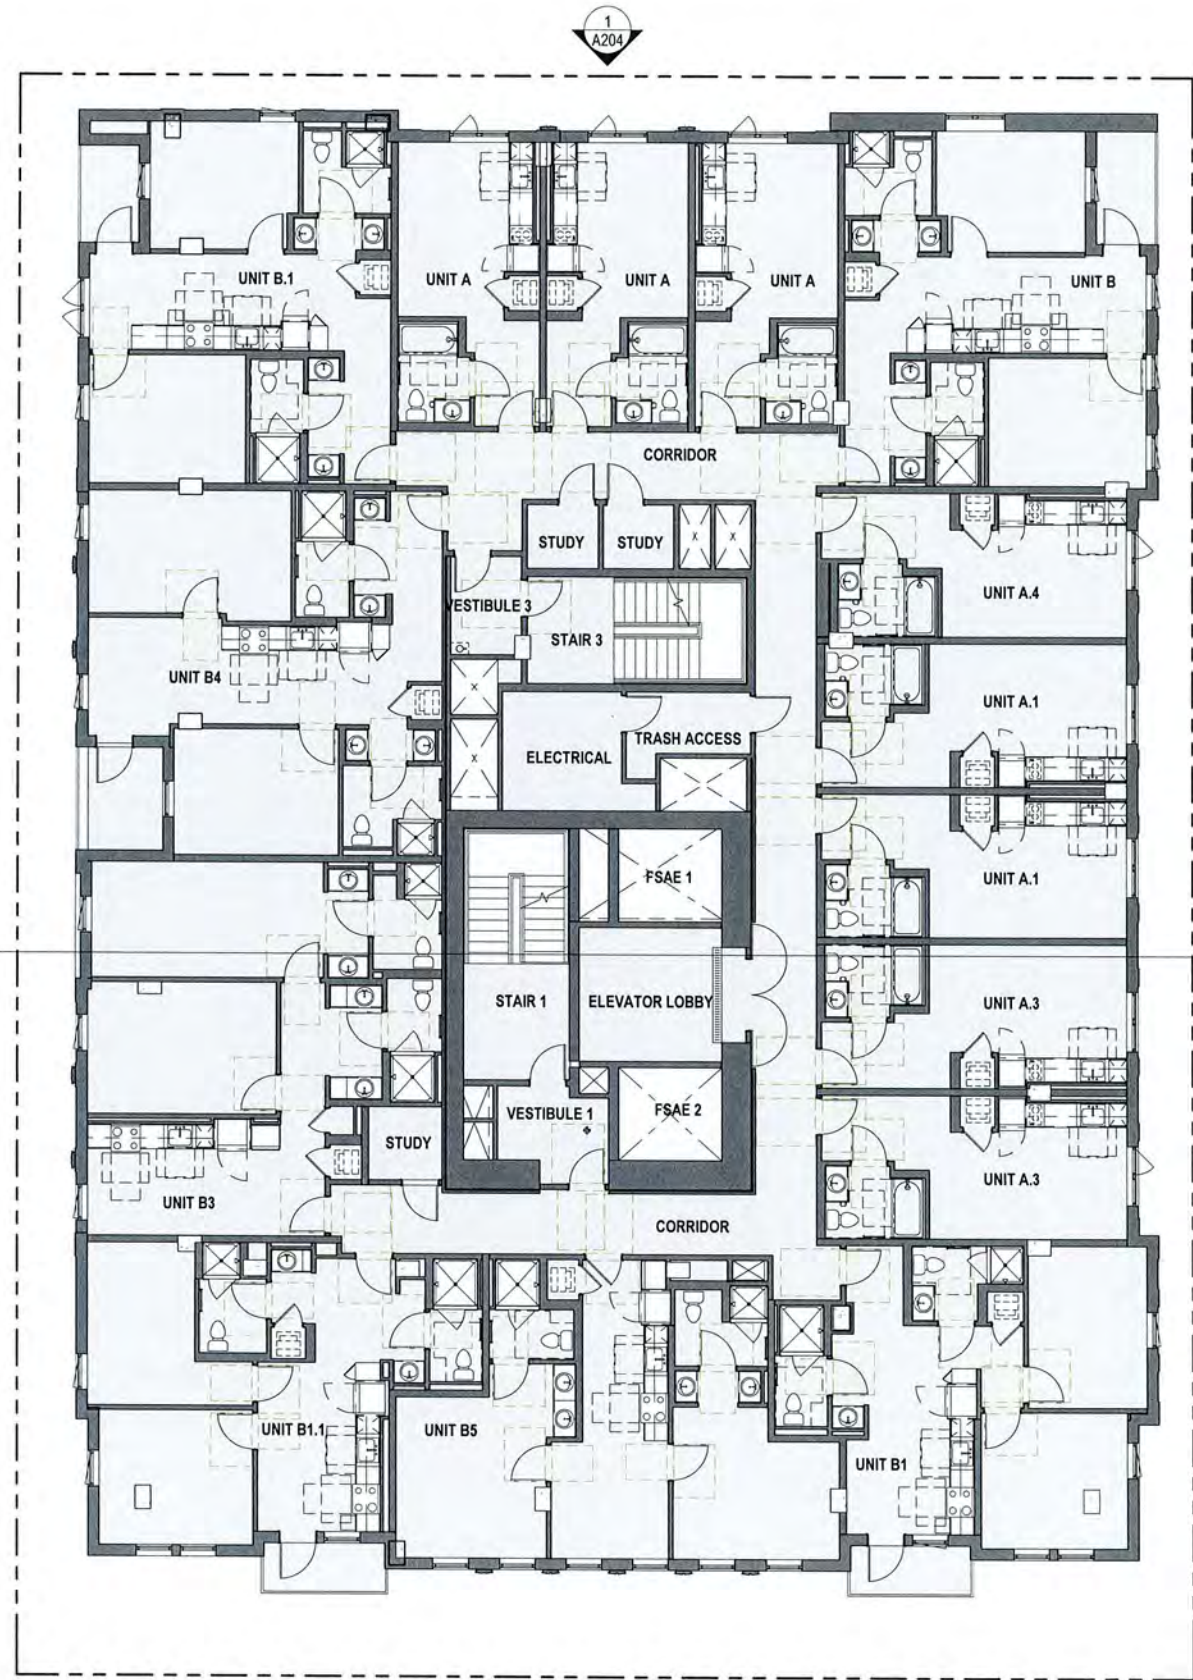 1
A204
UNIT B.1
UNIT A
UNIT A
UNIT A
UNIT B
CORRIDOR
STUDY
STUDY
X
X
VESTIBULE 3
STAIR 3
UNIT A.4
UNIT B4
X
UNIT A.1
TRASH ACCESS
ELECTRICAL
X
FSAE 1
UNIT A.1
STAIR 1
ELEVATOR LOBBY
UNIT A.3
VESTIBULE 1
FSAE 2
STUDY
UNIT A.3
UNIT B3
CORRIDOR
UNIT B1.1
UNIT B5
UNIT B1